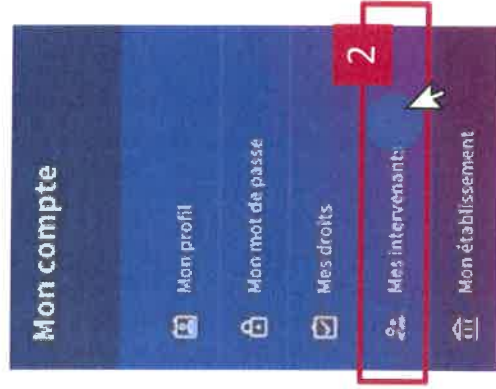 Mon compte
Mon profil
Mon mot de passe
Mes droits
2
Mes intervenants
Mon établissement